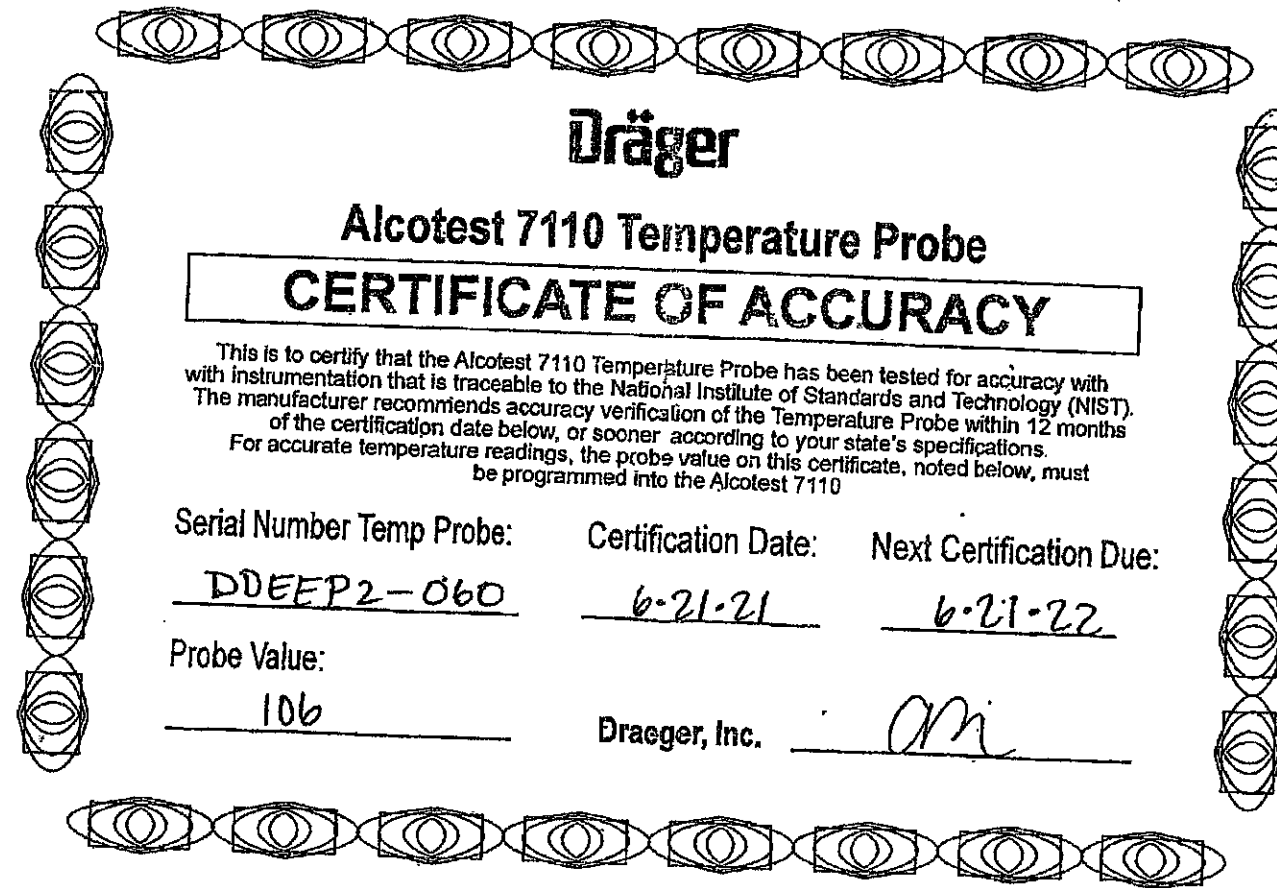 Dräger
Alcotest 7110 Temperature Probe
CERTIFICATE OF ACCURACY
This is to certify that the Alcotest 7110 Temperature Probe has been tested for accuracy with
with instrumentation that is traceable to the National Institute of Standards and Technology (NIST).
The manufacturer recommends accuracy verification of the Temperature Probe within 12 months
of the certification date below, or sooner according to your state's specifications.
For accurate temperature readings, the probe value on this certificate, noted below, must
be programmed into the Alcotest 7110
Serial Number Temp Probe: Certification Date: Next Certification Due:
DDEEP2-060 6·21·21 6·21·22
Probe Value:
106
Draeger, Inc.